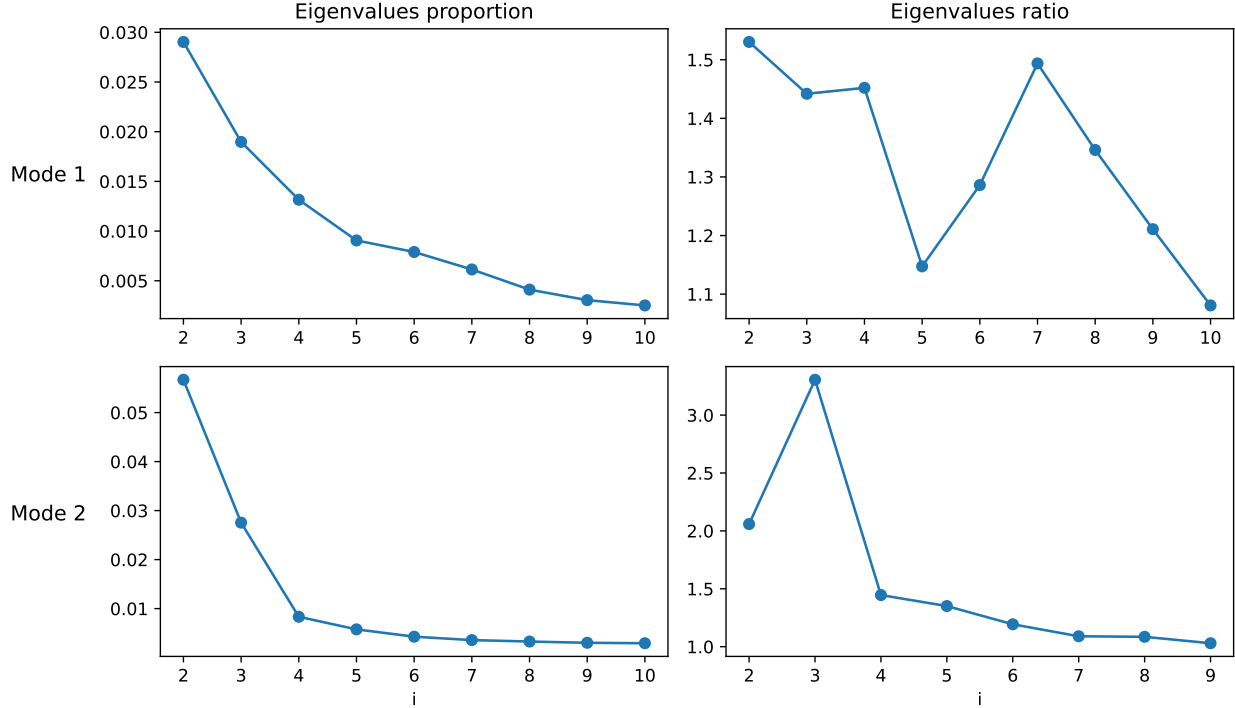 Eigenvalues proportion
Eigenvalues ratio
Mode 1
0.030
0.025
0.020
0.015
0.010
0.005
2 3 4 5 6 7 8 9 10
1.5
1.4
1.3
1.2
1.1
2 3 4 5 6 7 8 9 10
Mode 2
0.05
0.04
0.03
0.02
0.01
2 3 4 5 6 7 8 9 10
i
3.0
2.5
2.0
1.5
1.0
2 3 4 5 6 7 8 9
i